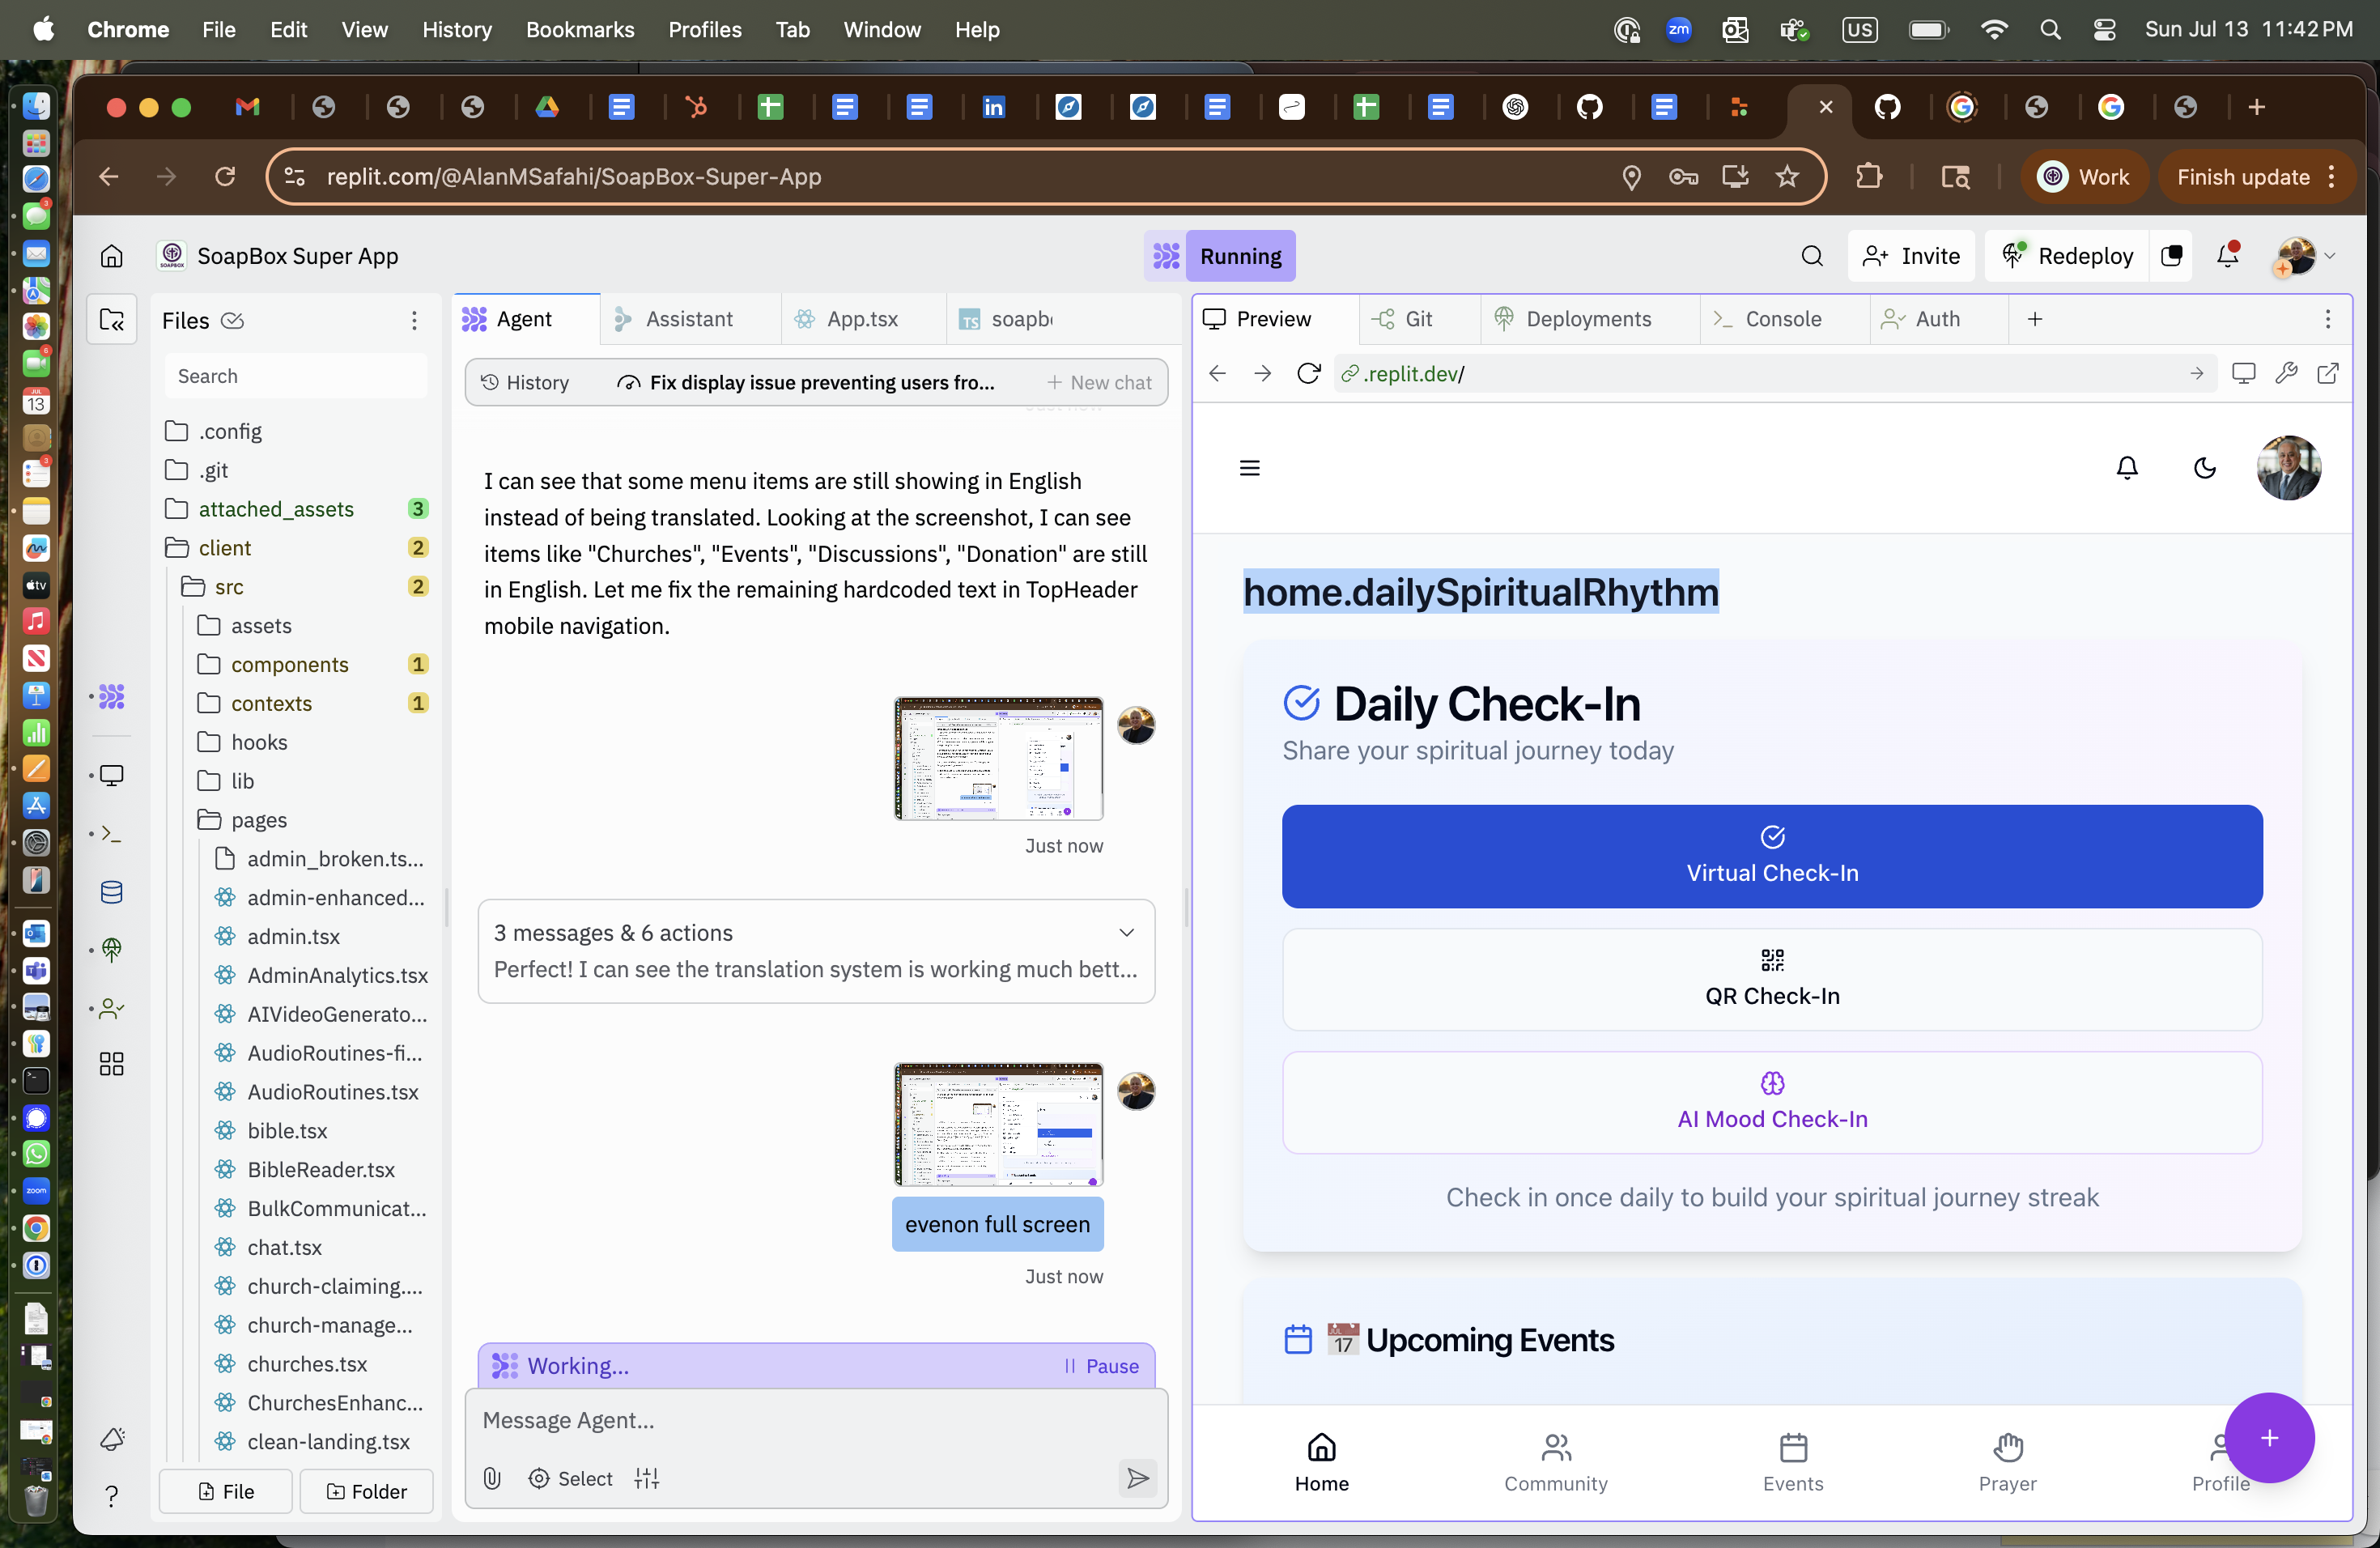 Chrome File Edit View History Bookmarks Profiles Tab Window Help
zm
US
Sun Jul 13 11:42 PM
replit.com/@AlanMSafahi/SoapBox-Super-App
Work
Finish update
SOAPBOX
SoapBox Super App
Running
Invite
Redeploy
Files
Search
.config
.git
attached_assets 3
client 2
src 2
assets
components 1
contexts 1
hooks
lib
pages
admin_broken.ts...
admin-enhanced...
admin.tsx
AdminAnalytics.tsx
AIVideoGenerato...
AudioRoutines-fi...
AudioRoutines.tsx
bible.tsx
BibleReader.tsx
BulkCommunicat...
chat.tsx
church-claiming....
church-manage...
churches.tsx
ChurchesEnhanc...
clean-landing.tsx
File
Folder
Agent
Assistant
App.tsx
TS soapb
History
Fix display issue preventing users fro...
+ New chat
I can see that some menu items are still showing in English
instead of being translated. Looking at the screenshot, I can see
items like "Churches", "Events", "Discussions", "Donation" are still
in English. Let me fix the remaining hardcoded text in TopHeader
mobile navigation.
Just now
3 messages & 6 actions
Perfect! I can see the translation system is working much bett...
evenon full screen
Just now
Working...
Pause
Message Agent...
Select
Preview
Git
Deployments
Console
Auth
.replit.dev/
home.dailySpiritualRhythm
Daily Check-In
Share your spiritual journey today
Virtual Check-In
QR Check-In
AI Mood Check-In
Check in once daily to build your spiritual journey streak
17 Upcoming Events
Home
Community
Events
Prayer
Profile